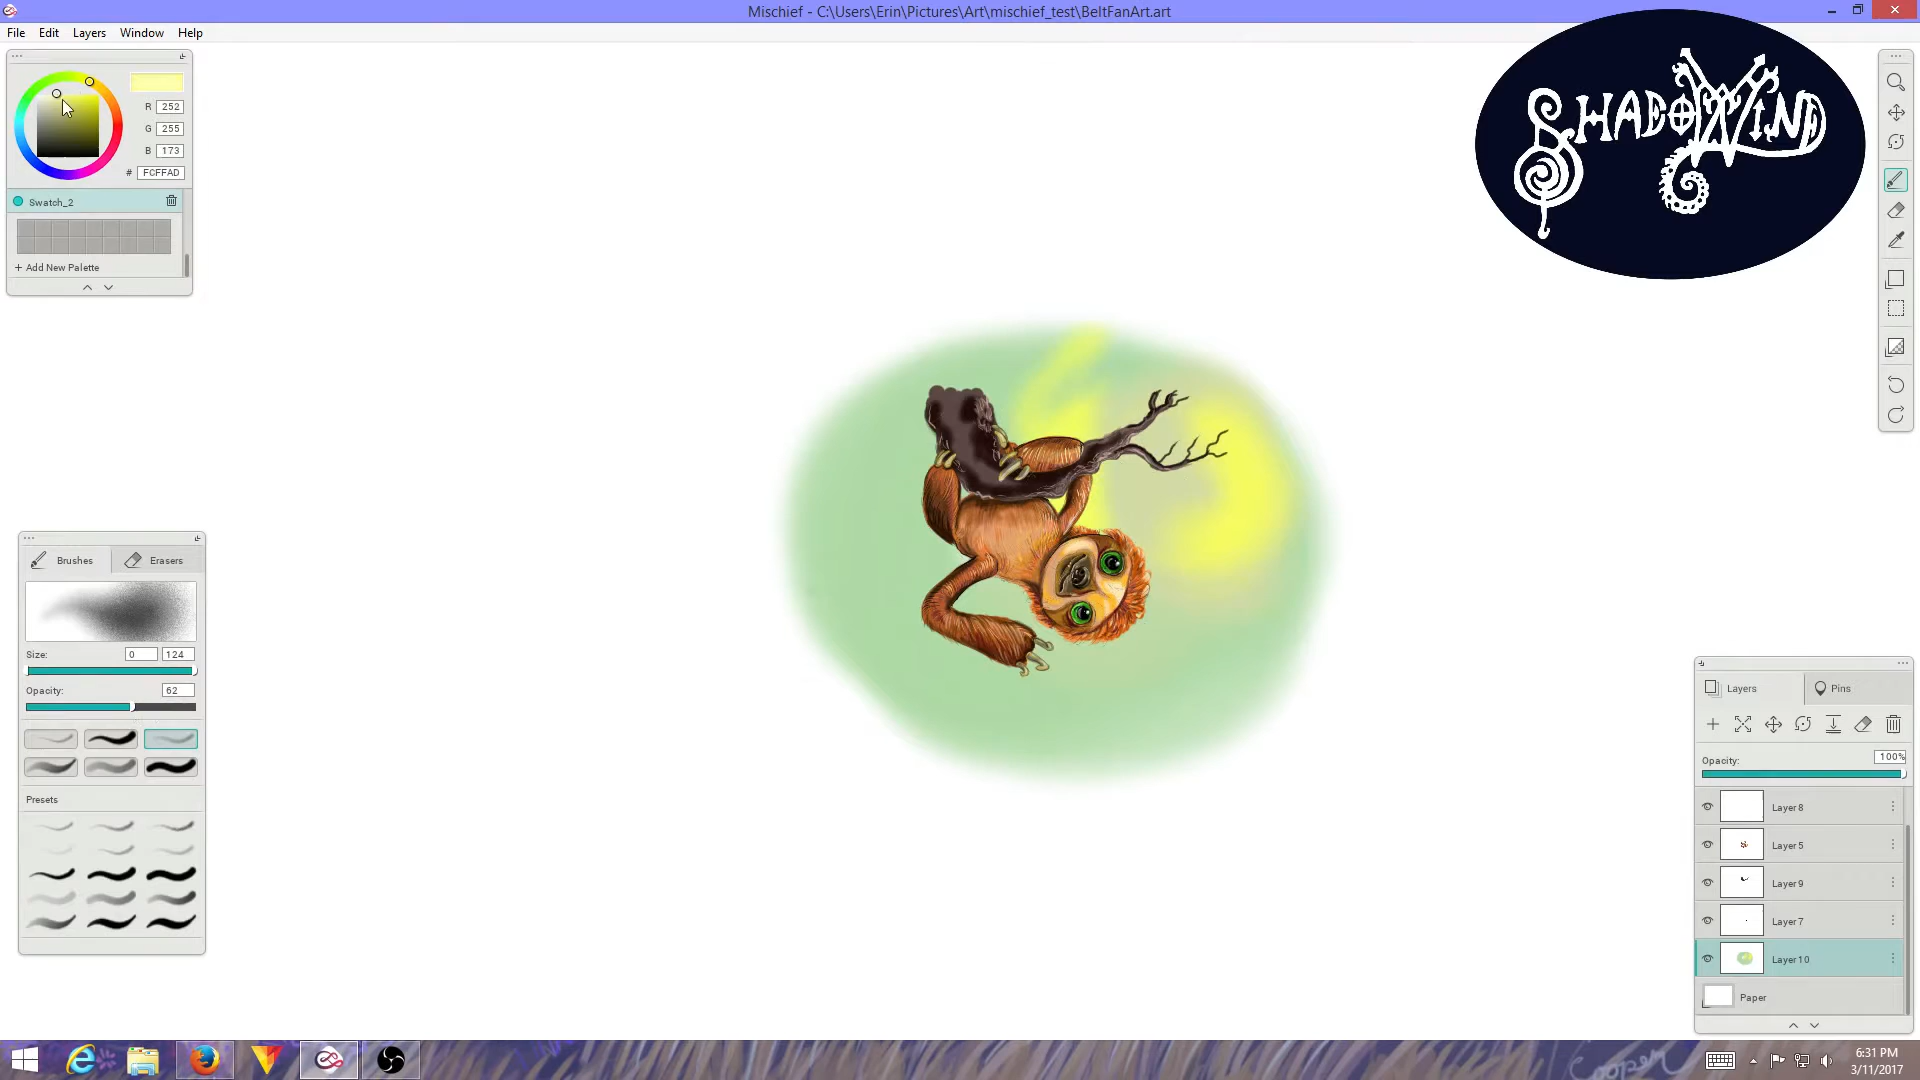 Mischief - C:\Users\Erin\Pictures\Art\mischief_test\BeltFanArt.art
File Edit Layers Window Help
SHADOWIND
R 252
G 255
B 173
# FCFFAD
Swatch_2
+ Add New Palette
Brushes Erasers
Size: 0 124
Opacity: 62
Presets
Layers Pins
Opacity: 100%
Layer 8
Layer 5
Layer 9
Layer 7
Layer 10
Paper
Cooper
6:31 PM
3/11/2017